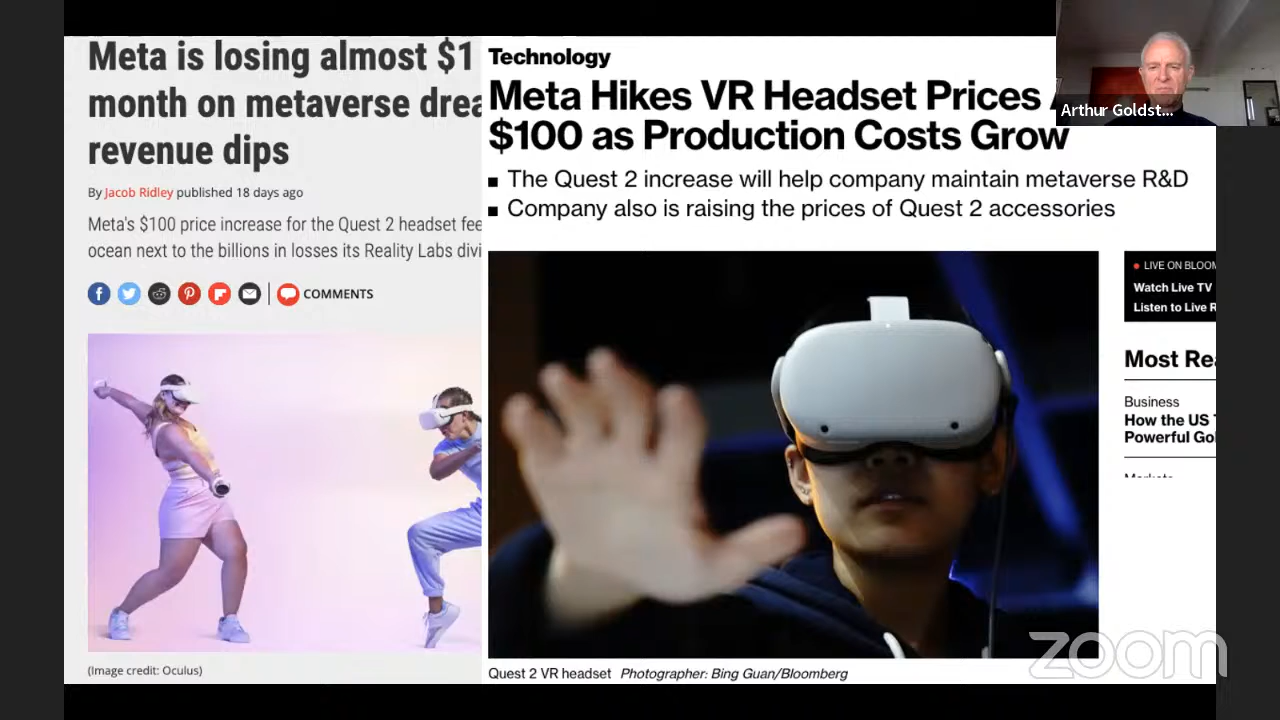 Meta is losing almost $1
month on metaverse drea
revenue dips
By Jacob Ridley published 18 days ago
Meta's $100 price increase for the Quest 2 headset fee
ocean next to the billions in losses its Reality Labs divi
COMMENTS
(Image credit: Oculus)
Technology
Meta Hikes VR Headset Prices
$100 as Production Costs Grow
■ The Quest 2 increase will help company maintain metaverse R&D
■ Company also is raising the prices of Quest 2 accessories
Quest 2 VR headset Photographer: Bing Guan/Bloomberg
Arthur Goldst...
LIVE ON BLOOM
Watch Live TV
Listen to Live R
Most Rea
Business
How the US
Powerful Gol
Markets
zoom